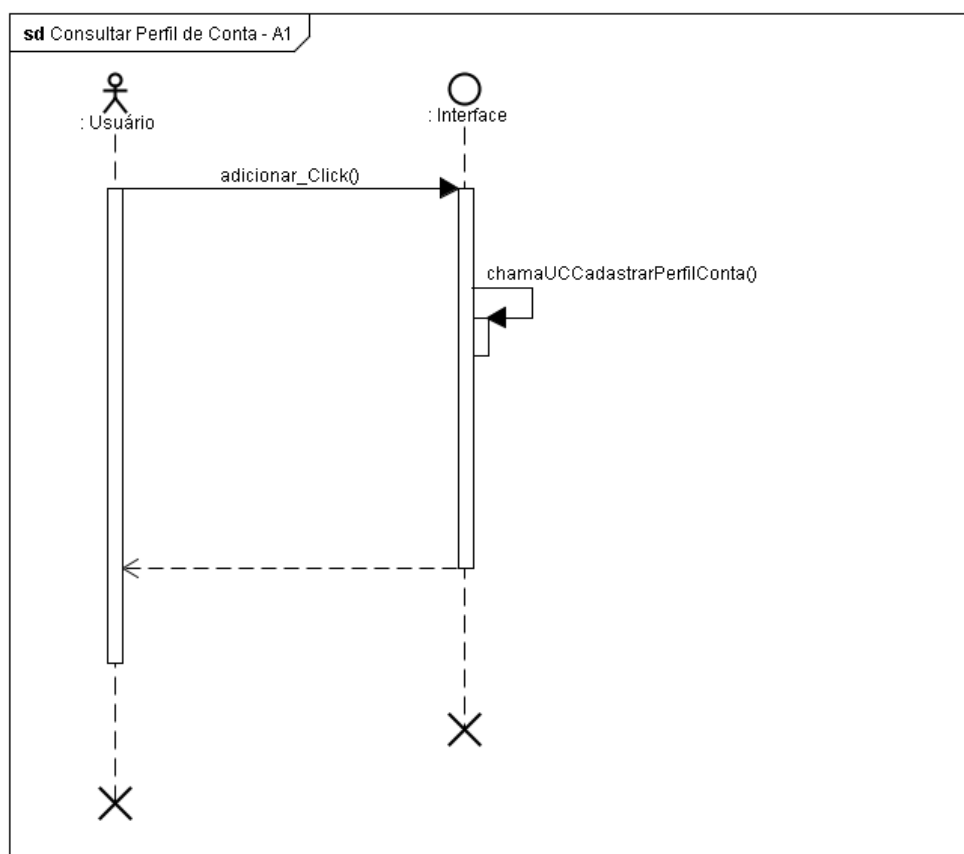 sd Consultar Perfil de Conta - A1
: Usuário
: Interface
adicionar_Click()
chamaUCCadastrarPerfilConta()